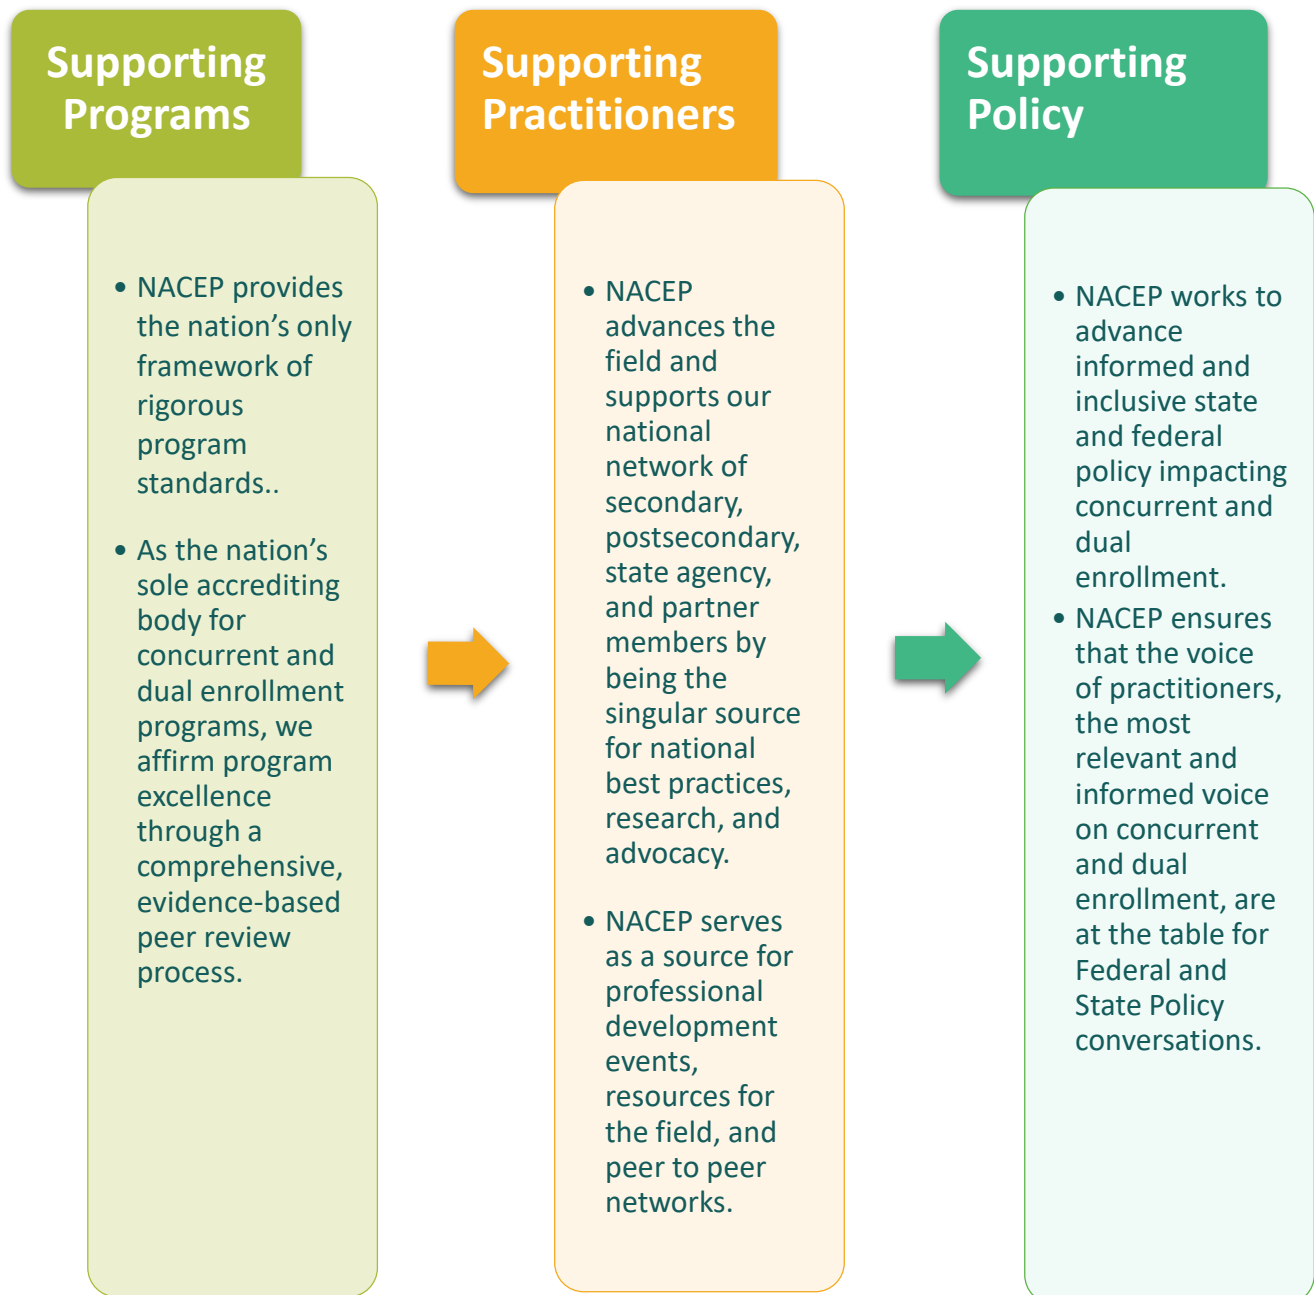 Supporting
Programs
• NACEP provides
the nation’s only
framework of
rigorous
program
standards..
• As the nation’s
sole accrediting
body for
concurrent and
dual enrollment
programs, we
affirm program
excellence
through a
comprehensive,
evidence-based
peer review
process.
Supporting
Practitioners
• NACEP
advances the
field and
supports our
national
network of
secondary,
postsecondary,
state agency,
and partner
members by
being the
singular source
for national
best practices,
research, and
advocacy.
• NACEP serves
as a source for
professional
development
events,
resources for
the field, and
peer to peer
networks.
Supporting
Policy
• NACEP works to
advance
informed and
inclusive state
and federal
policy impacting
concurrent and
dual
enrollment.
• NACEP ensures
that the voice
of practitioners,
the most
relevant and
informed voice
on concurrent
and dual
enrollment, are
at the table for
Federal and
State Policy
conversations.